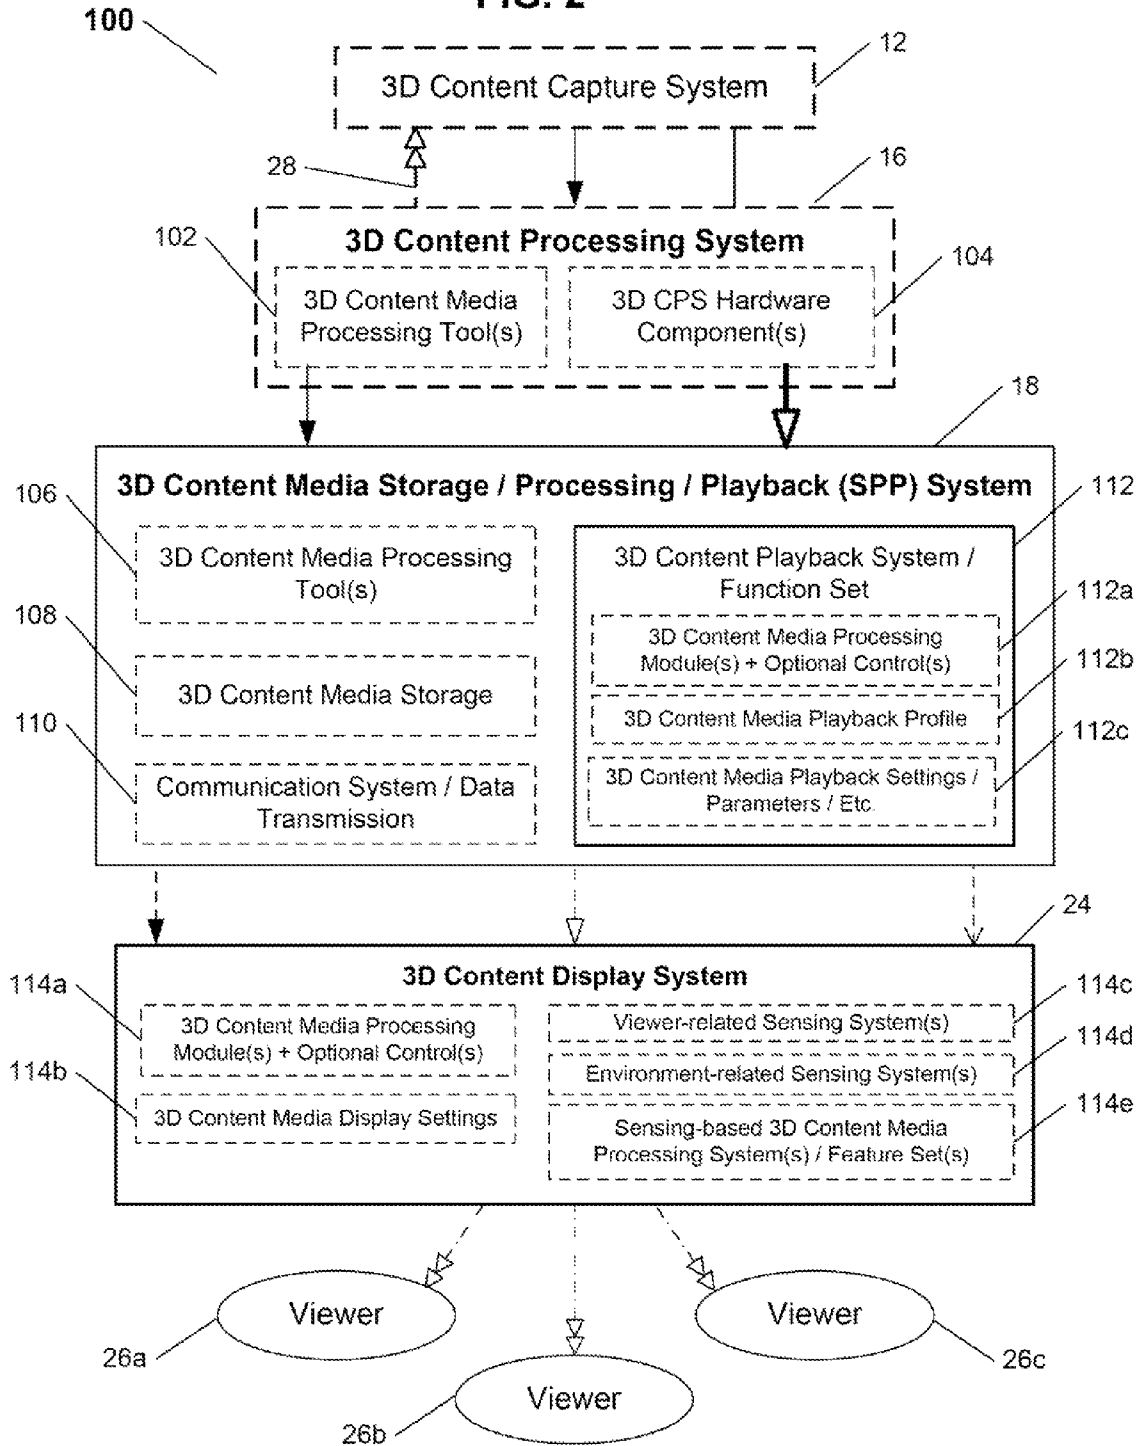 FIG. 2
100
12
3D Content Capture System
28
16
102
3D Content Processing System
104
3D Content Media
Processing Tool(s)
3D CPS Hardware
Component(s)
18
3D Content Media Storage / Processing / Playback (SPP) System
106
112
3D Content Media Processing
Tool(s)
3D Content Playback System /
Function Set
108
112a
3D Content Media Processing
Module(s) + Optional Control(s)
112b
3D Content Media Storage
3D Content Media Playback Profile
110
112c
Communication System / Data
Transmission
3D Content Media Playback Settings /
Parameters / Etc.
24
3D Content Display System
114a
114c
3D Content Media Processing
Module(s) + Optional Control(s)
Viewer-related Sensing System(s)
114d
114b
Environment-related Sensing System(s)
3D Content Media Display Settings
114e
Sensing-based 3D Content Media
Processing System(s) / Feature Set(s)
Viewer
Viewer
26a
26c
Viewer
26b